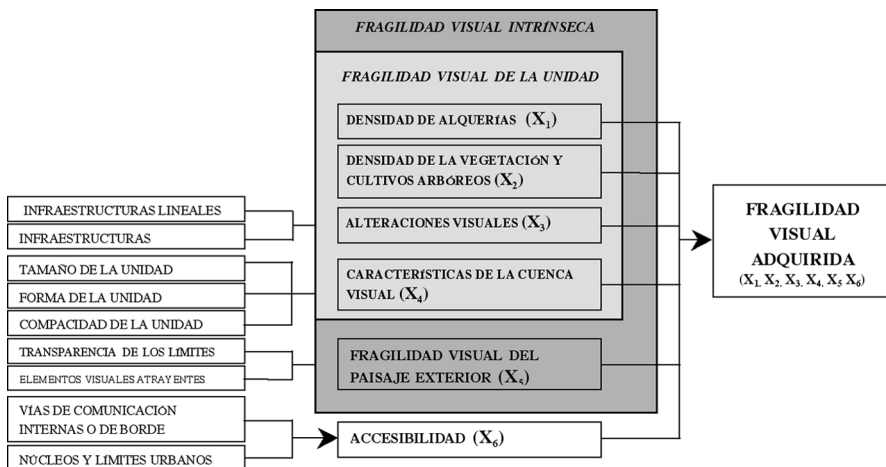 FRAGILIDAD VISUAL INTRÍNSECA
FRAGILIDAD VISUAL DE LA UNIDAD
DENSIDAD DE ALQUERÍAS (X1)
DENSIDAD DE LA VEGETACIÓN Y
CULTIVOS ARBÓREOS (X2)
ALTERACIONES VISUALES (X3)
CARACTERÍSTICAS DE LA CUENCA
VISUAL (X4)
FRAGILIDAD VISUAL DEL
PAISAJE EXTERIOR (X5)
ACCESIBILIDAD (X6)
INFRAESTRUCTURAS LINEALES
INFRAESTRUCTURAS
TAMAÑO DE LA UNIDAD
FORMA DE LA UNIDAD
COMPACIDAD DE LA UNIDAD
TRANSPARENCIA DE LOS LÍMITES
ELEMENTOS VISUALES ATRAYENTES
VÍAS DE COMUNICACIÓN
INTERNAS O DE BORDE
NÚCLEOS Y LÍMITES URBANOS
FRAGILIDAD
VISUAL
ADQUIRIDA
(X1, X2, X3, X4, X5 X6)